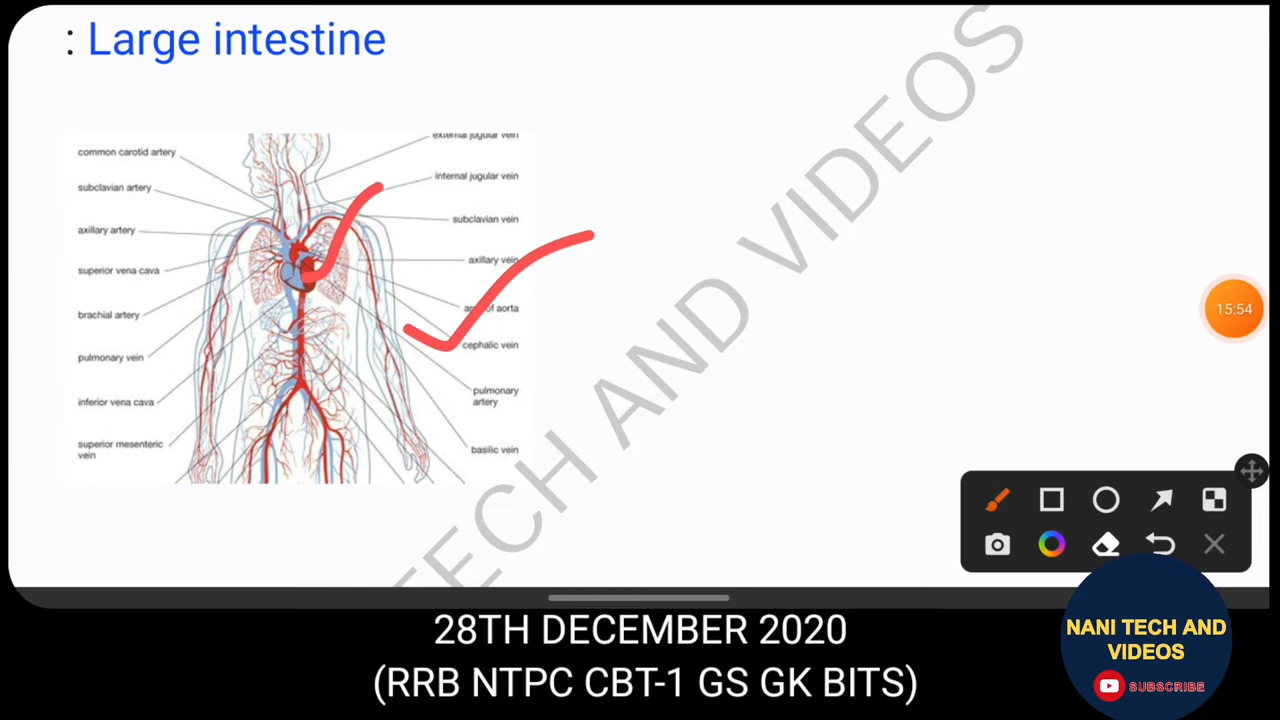 : Large intestine
common carotid artery
external jugular vein
internal jugular vein
subclavian artery
subclavian vein
axillary artery
axillary vein
superior vena cava
arch of aorta
brachial artery
cephalic vein
pulmonary vein
pulmonary
artery
inferior vena cava
superior mesenteric
vein
basilic vein
TECH AND VIDEOS
15:54
28TH DECEMBER 2020
(RRB NTPC CBT-1 GS GK BITS)
NANI TECH AND
VIDEOS
SUBSCRIBE